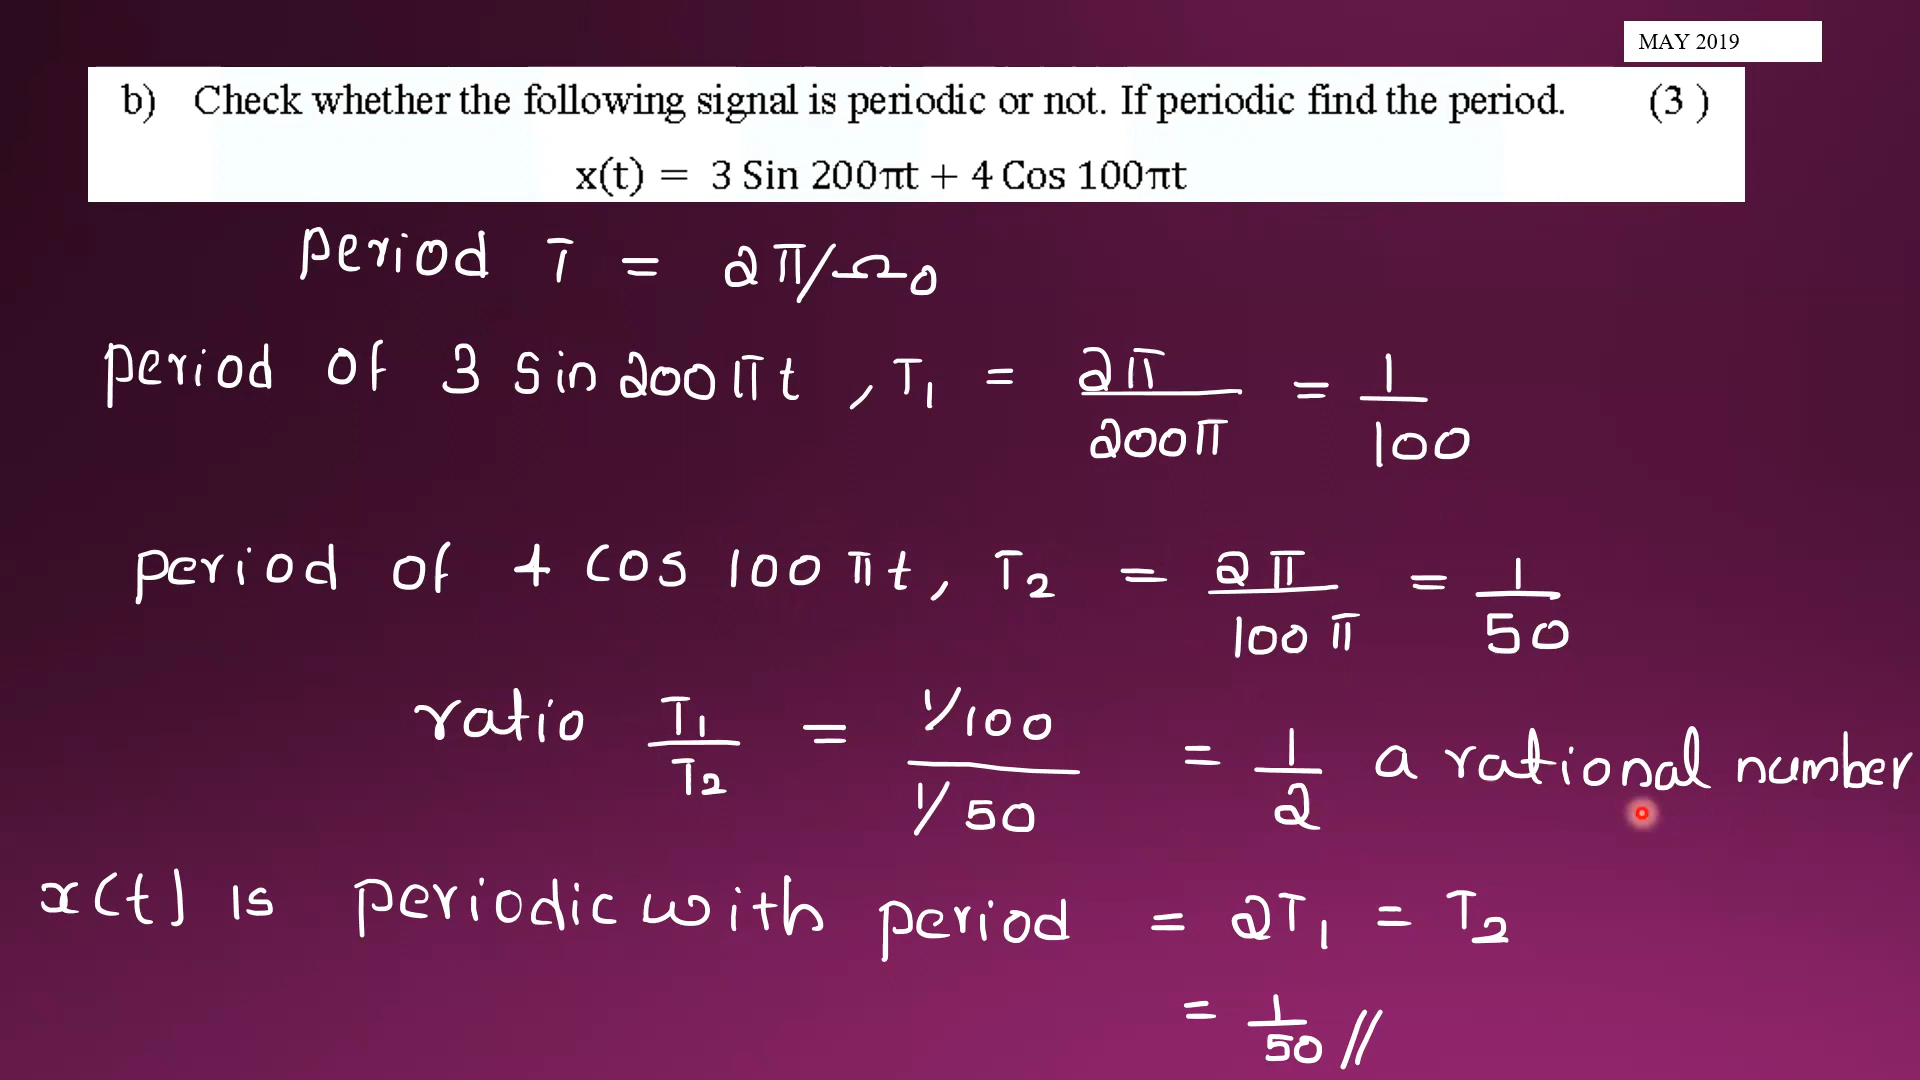 MAY 2019
b) Check whether the following signal is periodic or not. If periodic find the period. (3 )
x(t) = 3 Sin 200πt + 4 Cos 100πt
period T = 2π/Ω₀
period of 3 Sin 200πt , T₁ = 2π/200π = 1/100
period of 4 cos 100πt, T₂ = 2π/100π = 1/50
ratio T₁/T₂ = (1/100)/(1/50) = 1/2 a rational number
x(t) is periodic with period = 2T₁ = T₂
= 1/50 //